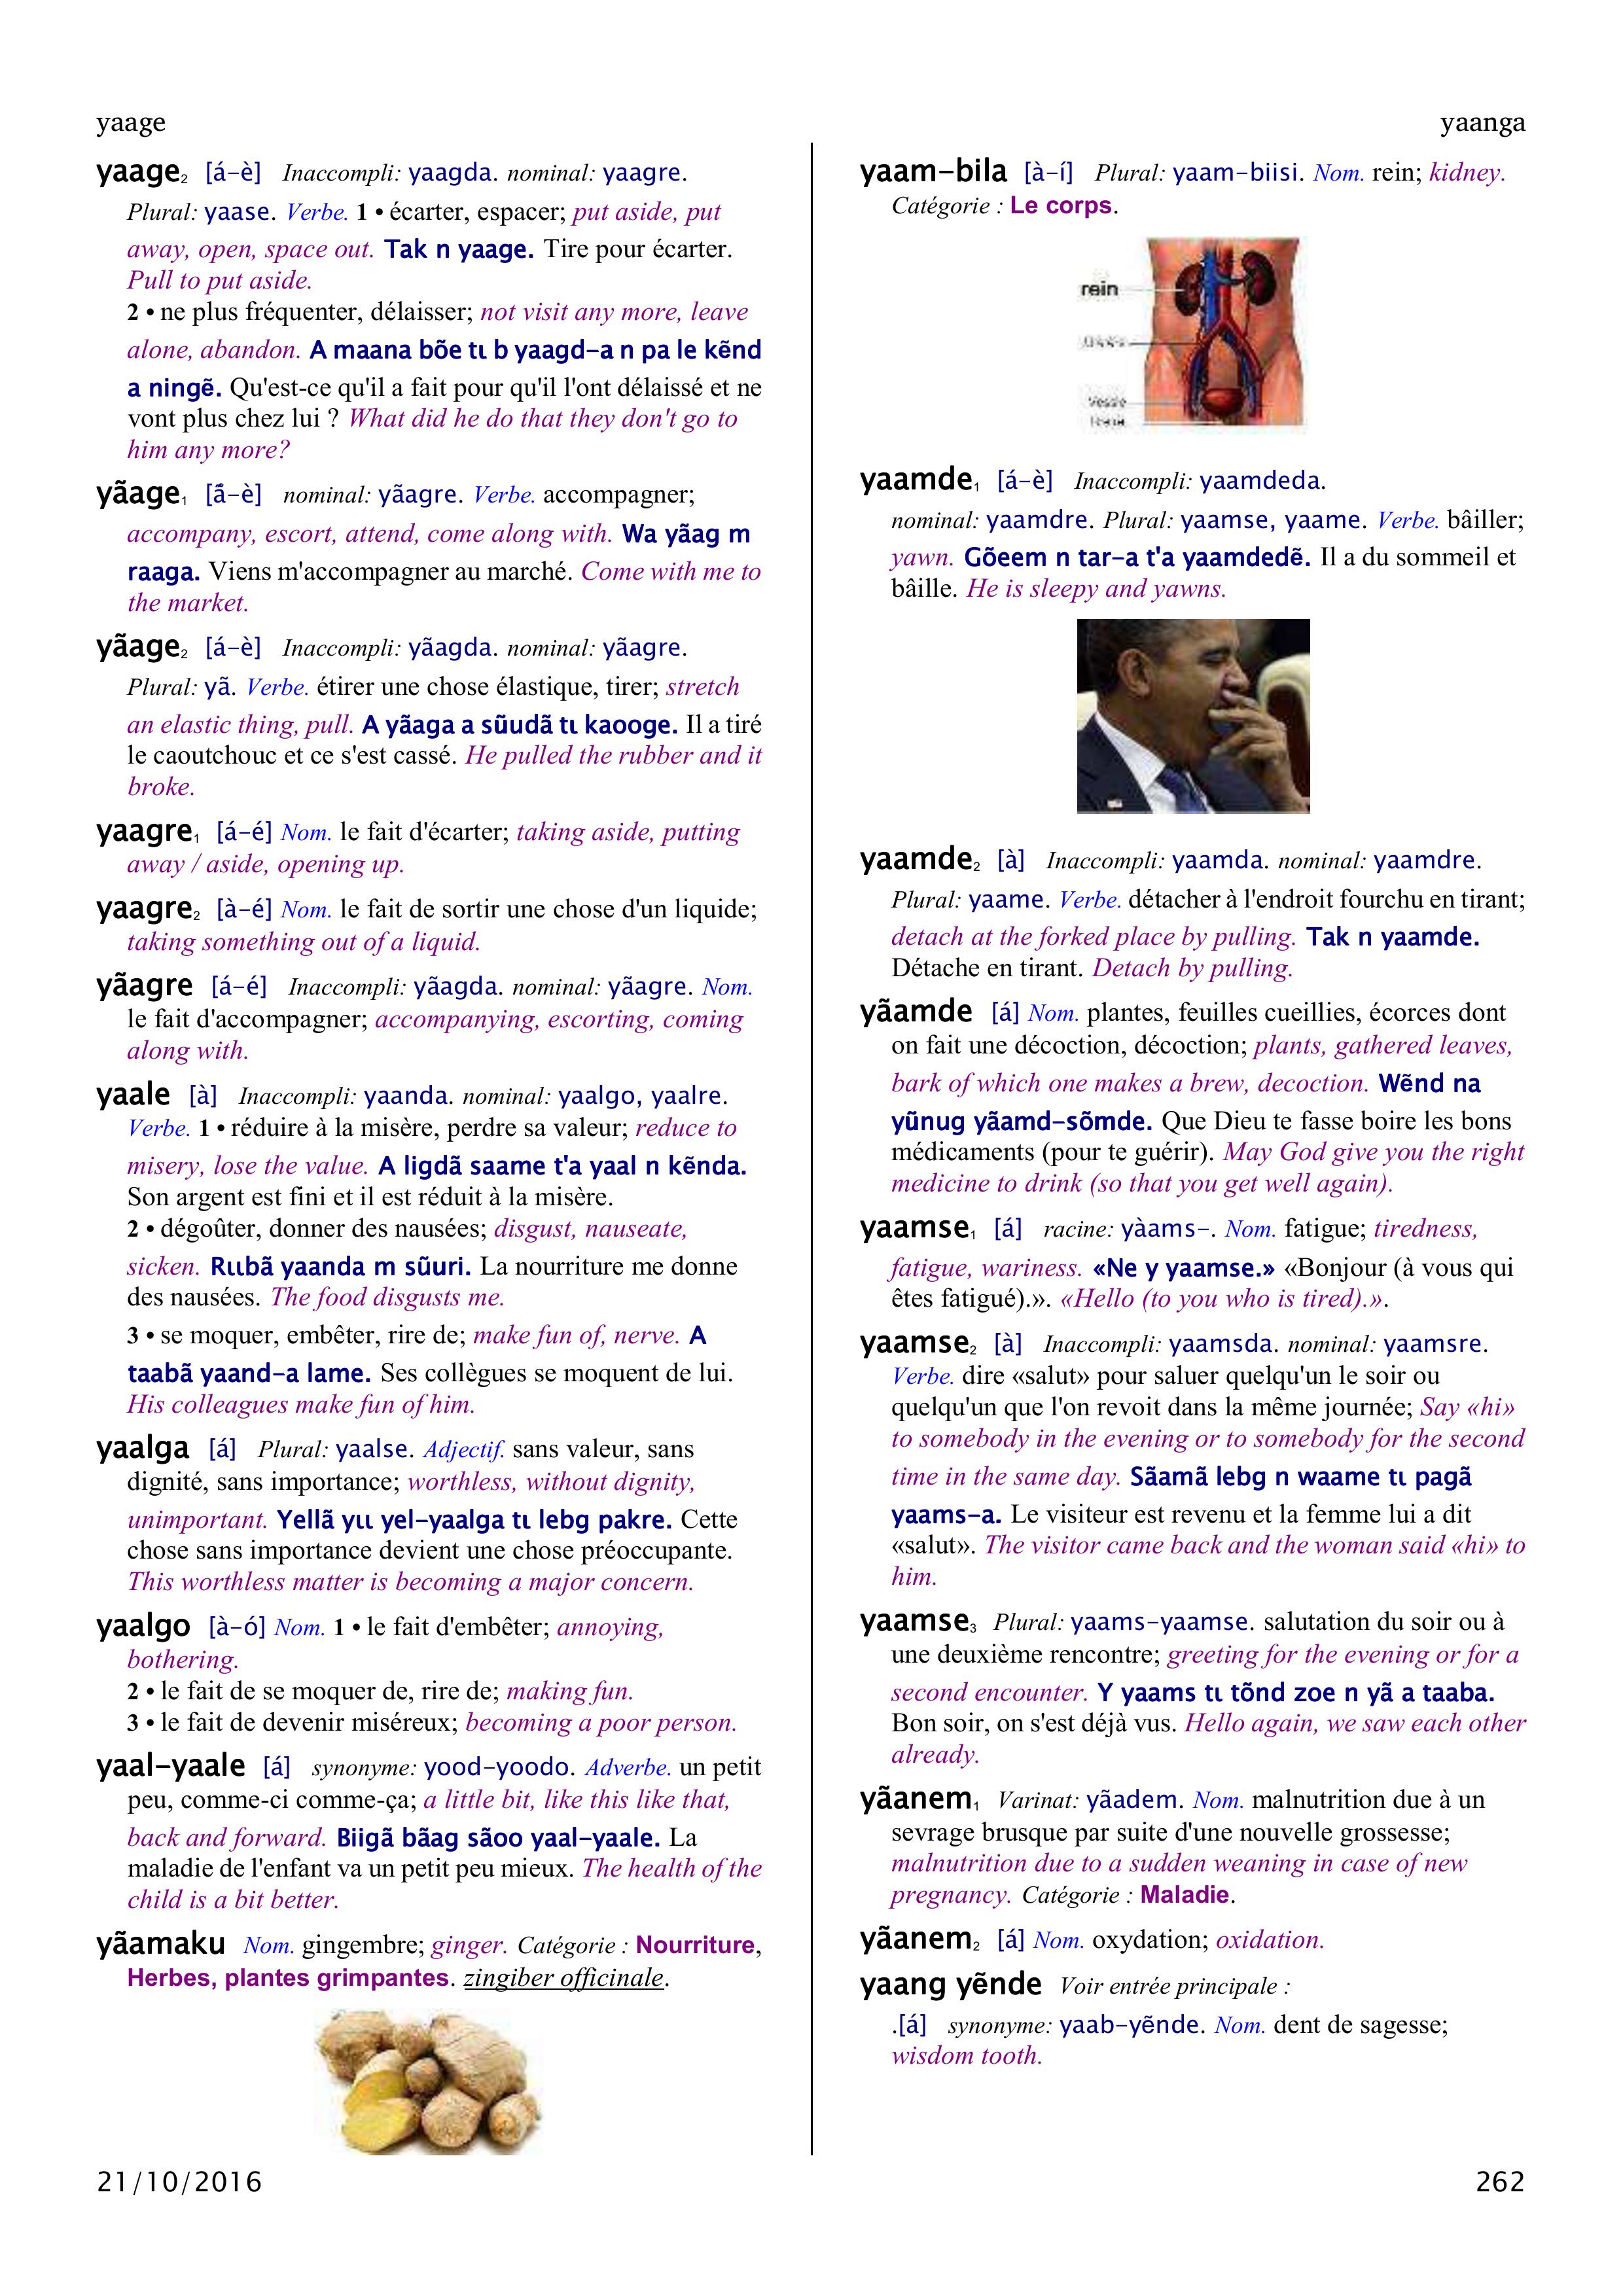 yaage
yaanga
yaage₂ [á-è] Inaccompli: yaagda. nominal: yaagre.
Plural: yaase. Verbe. 1 • écarter, espacer; put aside, put
away, open, space out. Tak n yaage. Tire pour écarter.
Pull to put aside.
2 • ne plus fréquenter, délaisser; not visit any more, leave
alone, abandon. A maana bõe tɩ b yaagd-a n pa le kẽnd
a ningẽ. Qu'est-ce qu'il a fait pour qu'il l'ont délaissé et ne
vont plus chez lui ? What did he do that they don't go to
him any more?
yãage₁ [ã́-è] nominal: yãagre. Verbe. accompagner;
accompany, escort, attend, come along with. Wa yãag m
raaga. Viens m'accompagner au marché. Come with me to
the market.
yãage₂ [á-è] Inaccompli: yãagda. nominal: yãagre.
Plural: yã. Verbe. étirer une chose élastique, tirer; stretch
an elastic thing, pull. A yãaga a sũudã tɩ kaooge. Il a tiré
le caoutchouc et ce s'est cassé. He pulled the rubber and it
broke.
yaagre₁ [á-é] Nom. le fait d'écarter; taking aside, putting
away / aside, opening up.
yaagre₂ [à-é] Nom. le fait de sortir une chose d'un liquide;
taking something out of a liquid.
yãagre [á-é] Inaccompli: yãagda. nominal: yãagre. Nom.
le fait d'accompagner; accompanying, escorting, coming
along with.
yaale [à] Inaccompli: yaanda. nominal: yaalgo, yaalre.
Verbe. 1 • réduire à la misère, perdre sa valeur; reduce to
misery, lose the value. A ligdã saame t'a yaal n kẽnda.
Son argent est fini et il est réduit à la misère.
2 • dégoûter, donner des nausées; disgust, nauseate,
sicken. Rɩɩbã yaanda m sũuri. La nourriture me donne
des nausées. The food disgusts me.
3 • se moquer, embêter, rire de; make fun of, nerve. A
taabã yaand-a lame. Ses collègues se moquent de lui.
His colleagues make fun of him.
yaalga [á] Plural: yaalse. Adjectif. sans valeur, sans
dignité, sans importance; worthless, without dignity,
unimportant. Yellã yɩɩ yel-yaalga tɩ lebg pakre. Cette
chose sans importance devient une chose préoccupante.
This worthless matter is becoming a major concern.
yaalgo [à-ó] Nom. 1 • le fait d'embêter; annoying,
bothering.
2 • le fait de se moquer de, rire de; making fun.
3 • le fait de devenir miséreux; becoming a poor person.
yaal-yaale [á] synonyme: yood-yoodo. Adverbe. un petit
peu, comme-ci comme-ça; a little bit, like this like that,
back and forward. Biigã bãag sãoo yaal-yaale. La
maladie de l'enfant va un petit peu mieux. The health of the
child is a bit better.
yãamaku Nom. gingembre; ginger. Catégorie : Nourriture,
Herbes, plantes grimpantes. zingiber officinale.
yaam-bila [à-í] Plural: yaam-biisi. Nom. rein; kidney.
Catégorie : Le corps.
rein
Vessie
yaamde₁ [á-è] Inaccompli: yaamdeda.
nominal: yaamdre. Plural: yaamse, yaame. Verbe. bâiller;
yawn. Gõeem n tar-a t'a yaamdedẽ. Il a du sommeil et
bâille. He is sleepy and yawns.
yaamde₂ [à] Inaccompli: yaamda. nominal: yaamdre.
Plural: yaame. Verbe. détacher à l'endroit fourchu en tirant;
detach at the forked place by pulling. Tak n yaamde.
Détache en tirant. Detach by pulling.
yãamde [á] Nom. plantes, feuilles cueillies, écorces dont
on fait une décoction, décoction; plants, gathered leaves,
bark of which one makes a brew, decoction. Wẽnd na
yũnug yãamd-sõmde. Que Dieu te fasse boire les bons
médicaments (pour te guérir). May God give you the right
medicine to drink (so that you get well again).
yaamse₁ [á] racine: yàams-. Nom. fatigue; tiredness,
fatigue, wariness. «Ne y yaamse.» «Bonjour (à vous qui
êtes fatigué).». «Hello (to you who is tired).».
yaamse₂ [à] Inaccompli: yaamsda. nominal: yaamsre.
Verbe. dire «salut» pour saluer quelqu'un le soir ou
quelqu'un que l'on revoit dans la même journée; Say «hi»
to somebody in the evening or to somebody for the second
time in the same day. Sãamã lebg n waame tɩ pagã
yaams-a. Le visiteur est revenu et la femme lui a dit
«salut». The visitor came back and the woman said «hi» to
him.
yaamse₃ Plural: yaams-yaamse. salutation du soir ou à
une deuxième rencontre; greeting for the evening or for a
second encounter. Y yaams tɩ tõnd zoe n yã a taaba.
Bon soir, on s'est déjà vus. Hello again, we saw each other
already.
yãanem₁ Varinat: yãadem. Nom. malnutrition due à un
sevrage brusque par suite d'une nouvelle grossesse;
malnutrition due to a sudden weaning in case of new
pregnancy. Catégorie : Maladie.
yãanem₂ [á] Nom. oxydation; oxidation.
yaang yẽnde Voir entrée principale :
.[á] synonyme: yaab-yẽnde. Nom. dent de sagesse;
wisdom tooth.
21/10/2016
262